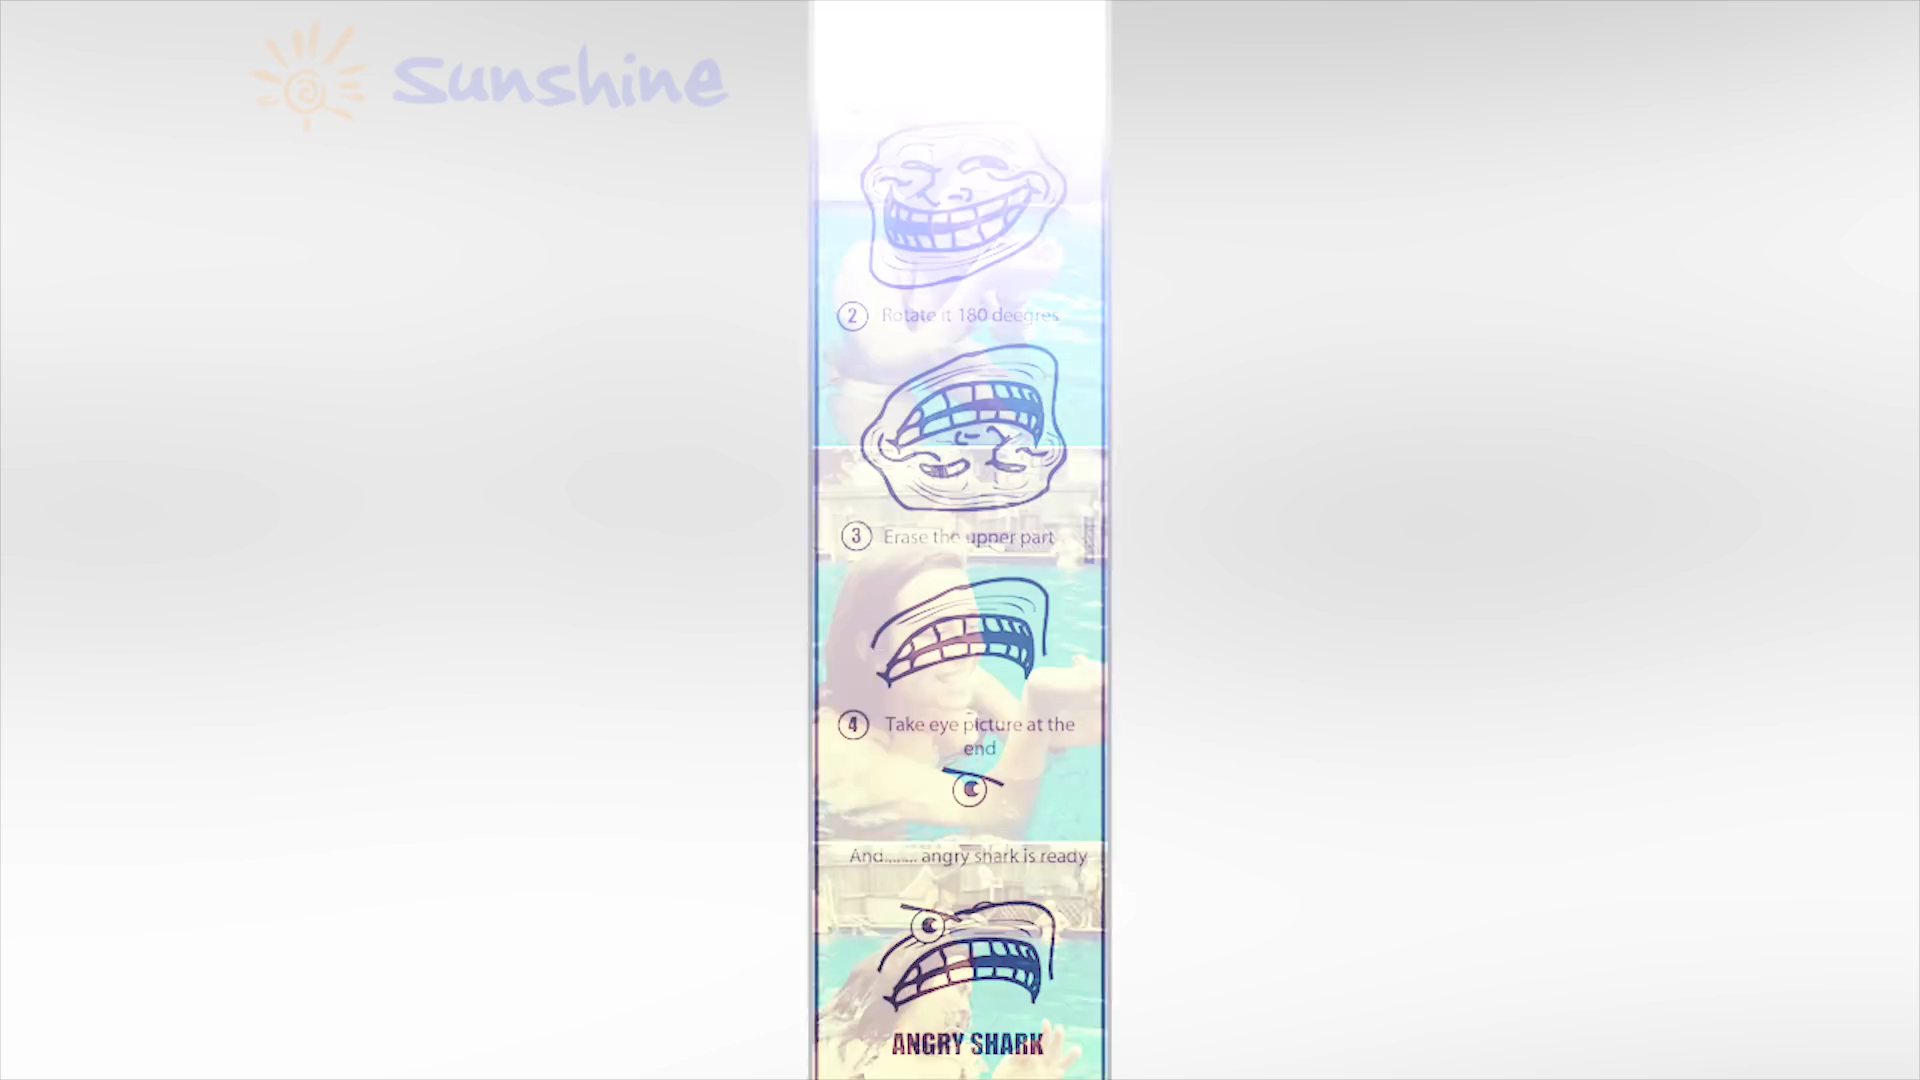 Sunshine
2 Rotate it 180 deegres
3 Erase the upper part
4 Take eye picture at the
end
And........ angry shark is ready
ANGRY SHARK